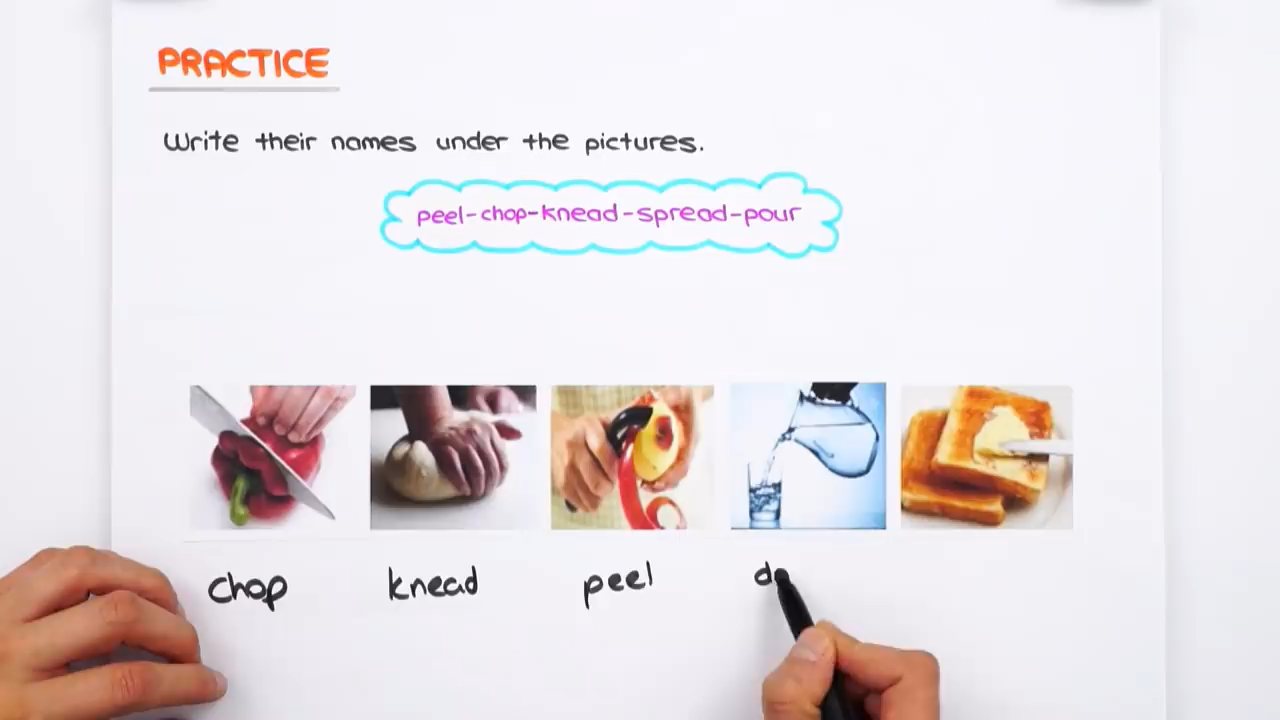 PRACTICE
Write their names under the pictures.
peel-chop-knead-spread-pour
chop knead peel